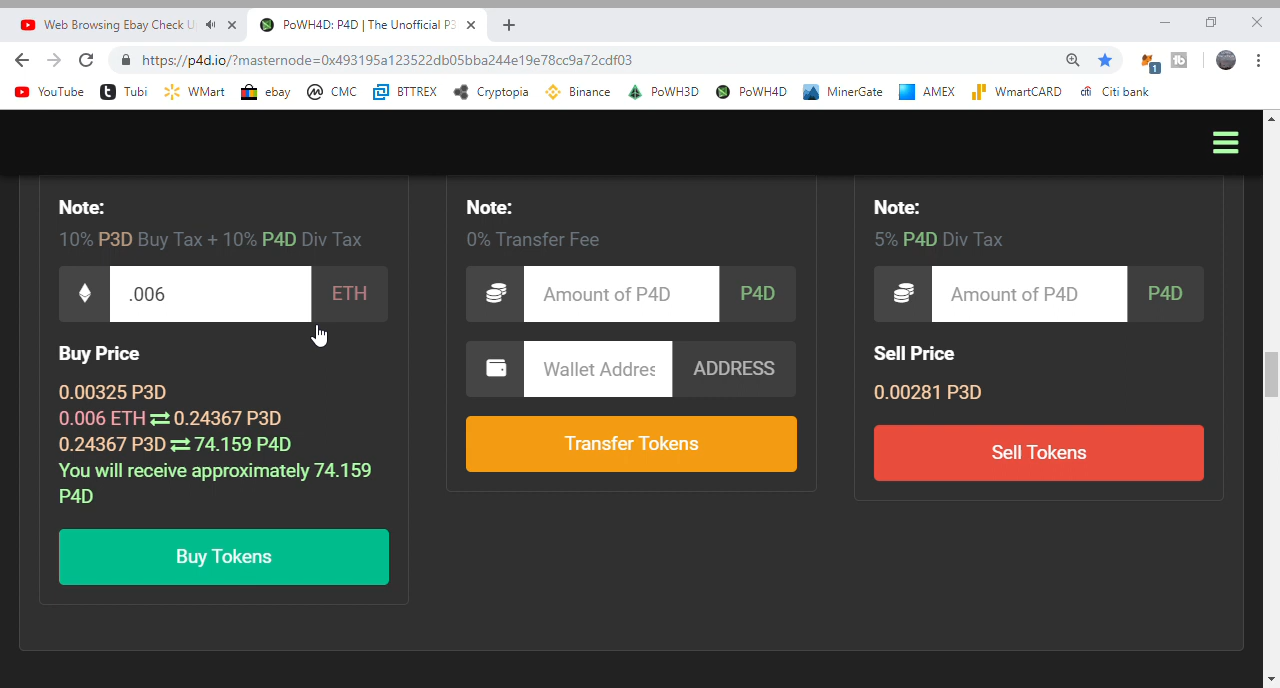 Web Browsing Ebay Check U
PoWH4D: P4D | The Unofficial P3
https://p4d.io/?masternode=0x493195a123522db05bba244e19e78cc9a72cdf03
1
YouTube
Tubi
WMart
ebay
CMC
BTTREX
Cryptopia
Binance
PoWH3D
PoWH4D
MinerGate
AMEX
WmartCARD
Citi bank
Note:
10% P3D Buy Tax + 10% P4D Div Tax
.006
ETH
Buy Price
0.00325 P3D
0.006 ETH ⇄ 0.24367 P3D
0.24367 P3D ⇄ 74.159 P4D
You will receive approximately 74.159
P4D
Buy Tokens
Note:
0% Transfer Fee
Amount of P4D
P4D
Wallet Addres
ADDRESS
Transfer Tokens
Note:
5% P4D Div Tax
Amount of P4D
P4D
Sell Price
0.00281 P3D
Sell Tokens